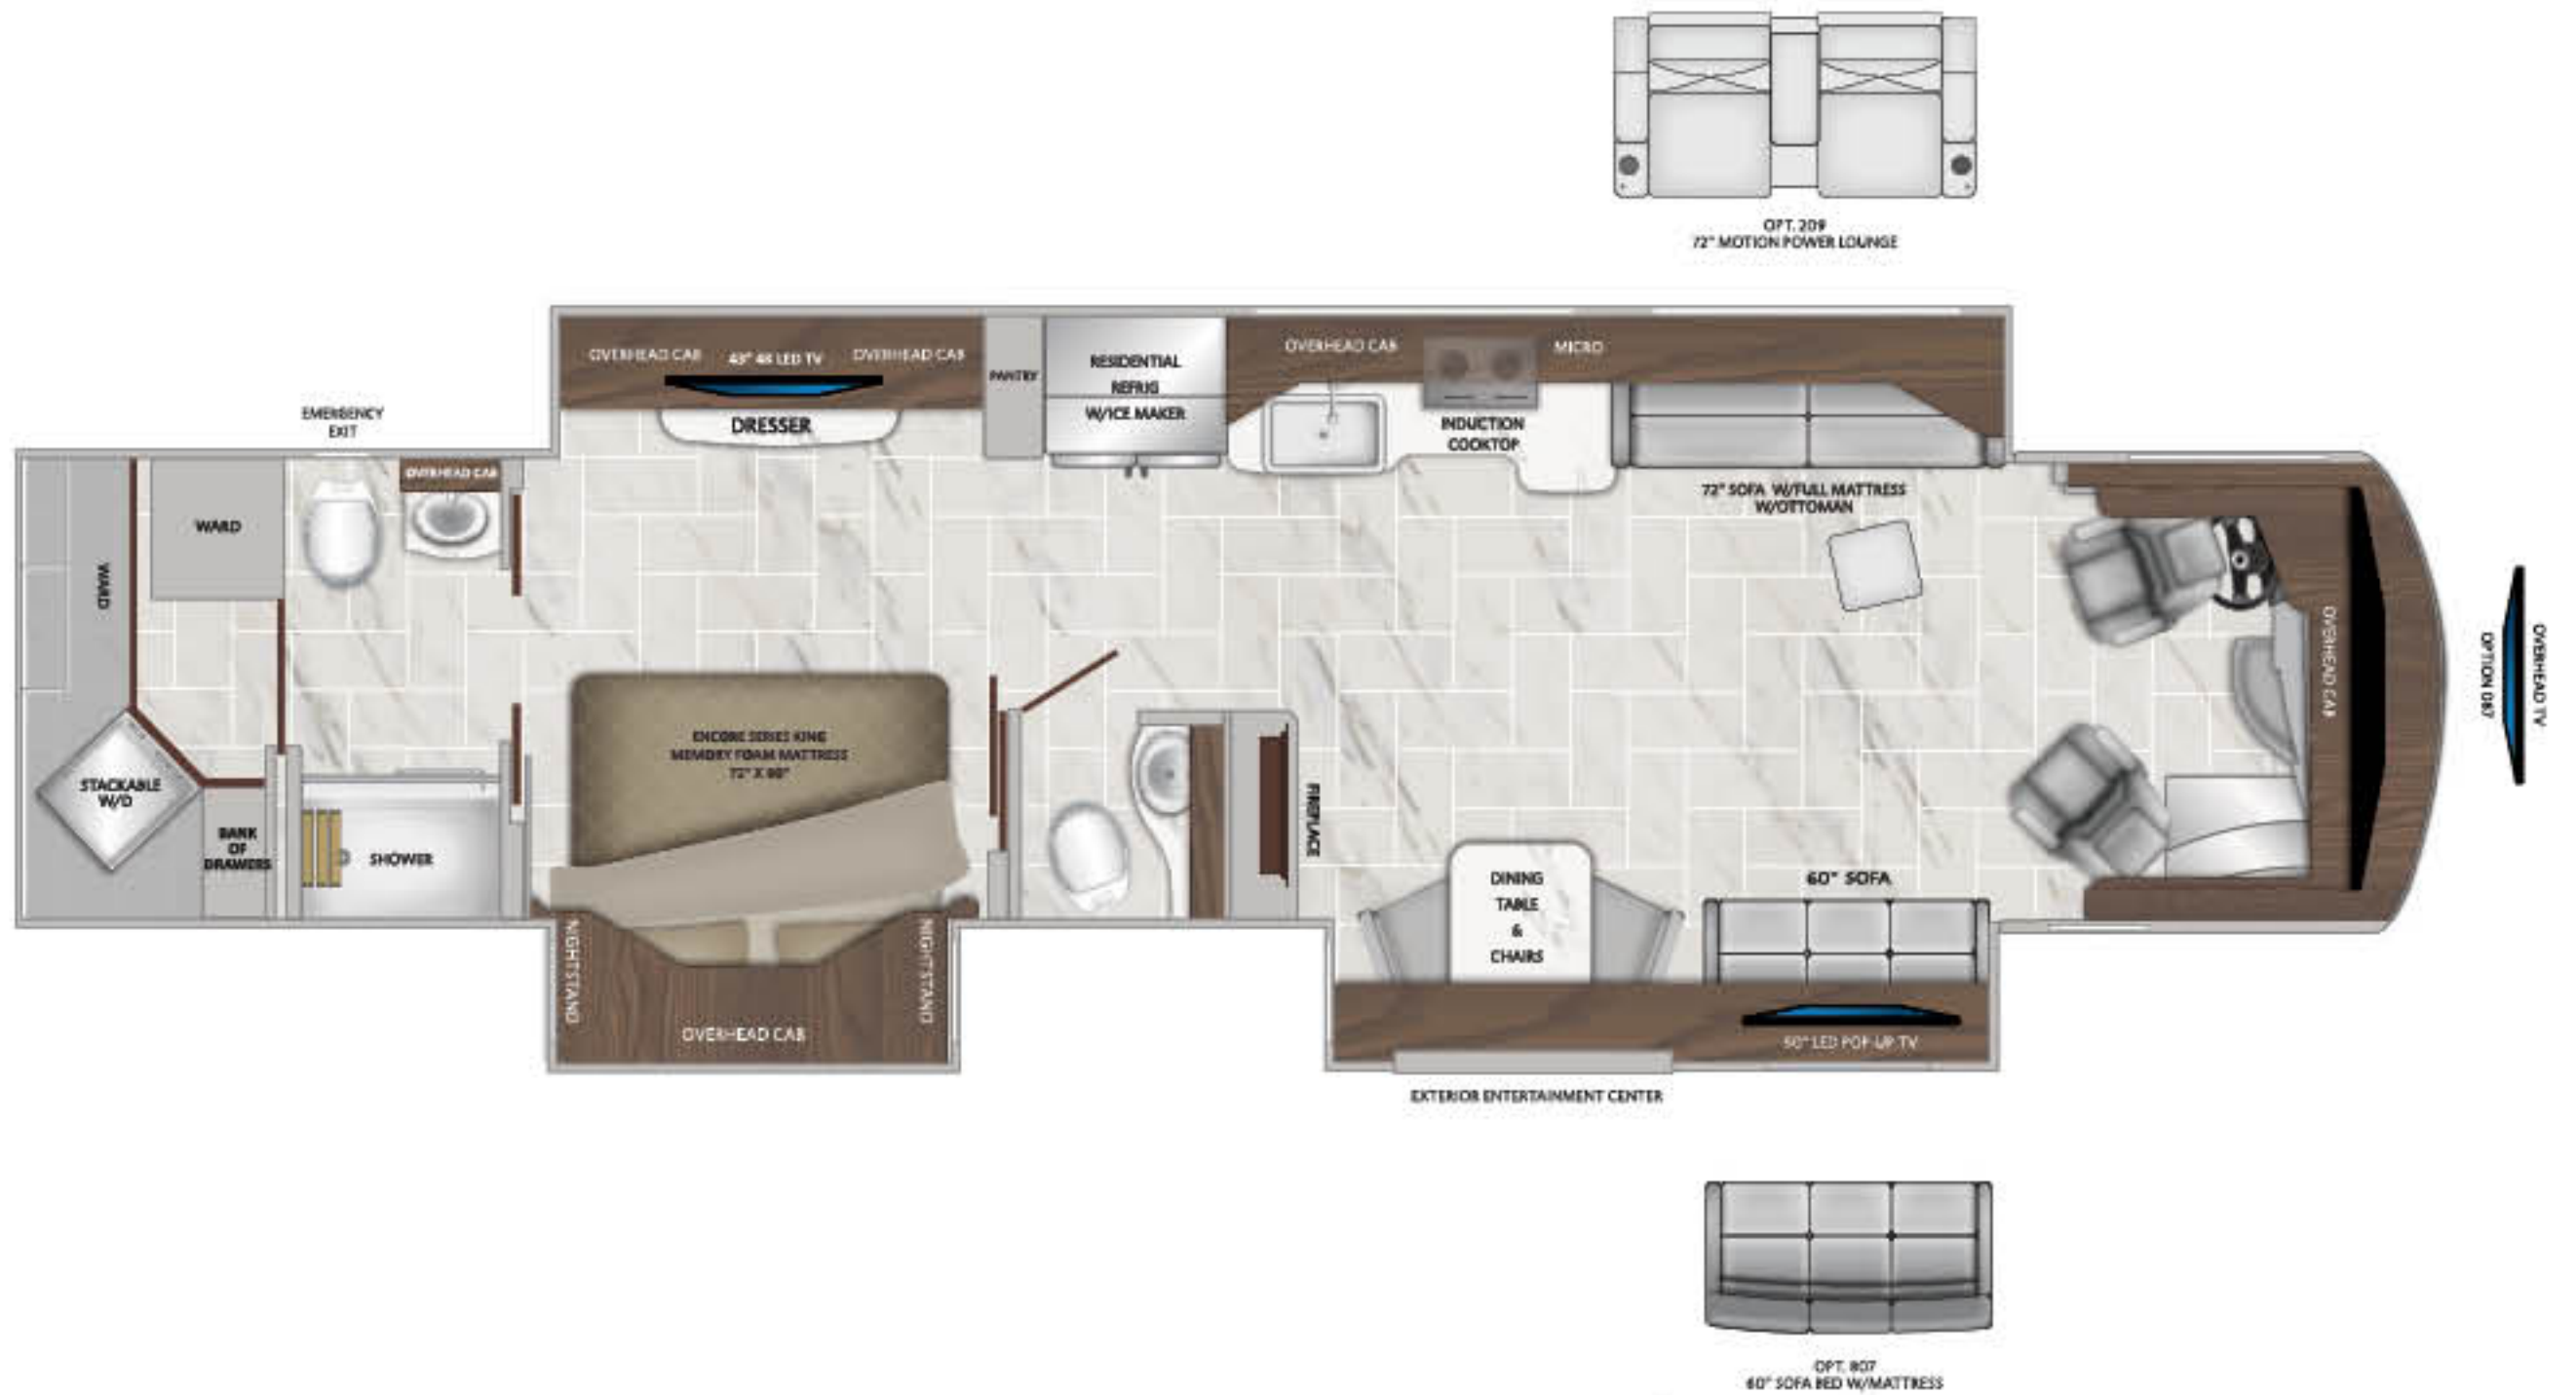 OPT. 209
72" MOTION POWER LOUNGE
OVERHEAD CAB
43" 4K LED TV
OVERHEAD CAB
DRESSER
PANTRY
RESIDENTIAL
REFRIG
W/ICE MAKER
OVERHEAD CAB
MICRO
INDUCTION
COOKTOP
72" SOFA W/FULL MATTRESS
W/OTTOMAN
EMERGENCY
EXIT
OVERHEAD CAB
WARD
WARD
STACKABLE
W/D
BANK
OF
DRAWERS
SHOWER
ENCORE SERIES KING
MEMORY FOAM MATTRESS
72" X 80"
NIGHTSTAND
NIGHTSTAND
OVERHEAD CAB
FIREPLACE
DINING
TABLE
&
CHAIRS
60" SOFA
50" LED POP-UP TV
EXTERIOR ENTERTAINMENT CENTER
OVERHEAD CAB
OVERHEAD TV
OPTION 087
OPT. 807
60" SOFA BED W/MATTRESS